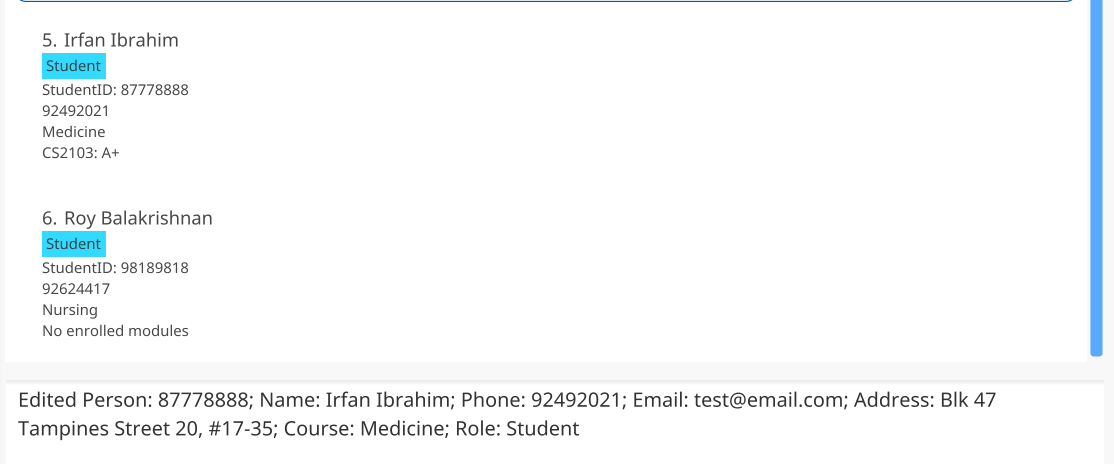 5. Irfan Ibrahim
Student
StudentID: 87778888
92492021
Medicine
CS2103: A+
6. Roy Balakrishnan
Student
StudentID: 98189818
92624417
Nursing
No enrolled modules
Edited Person: 87778888; Name: Irfan Ibrahim; Phone: 92492021; Email: test@email.com; Address: Blk 47
Tampines Street 20, #17-35; Course: Medicine; Role: Student